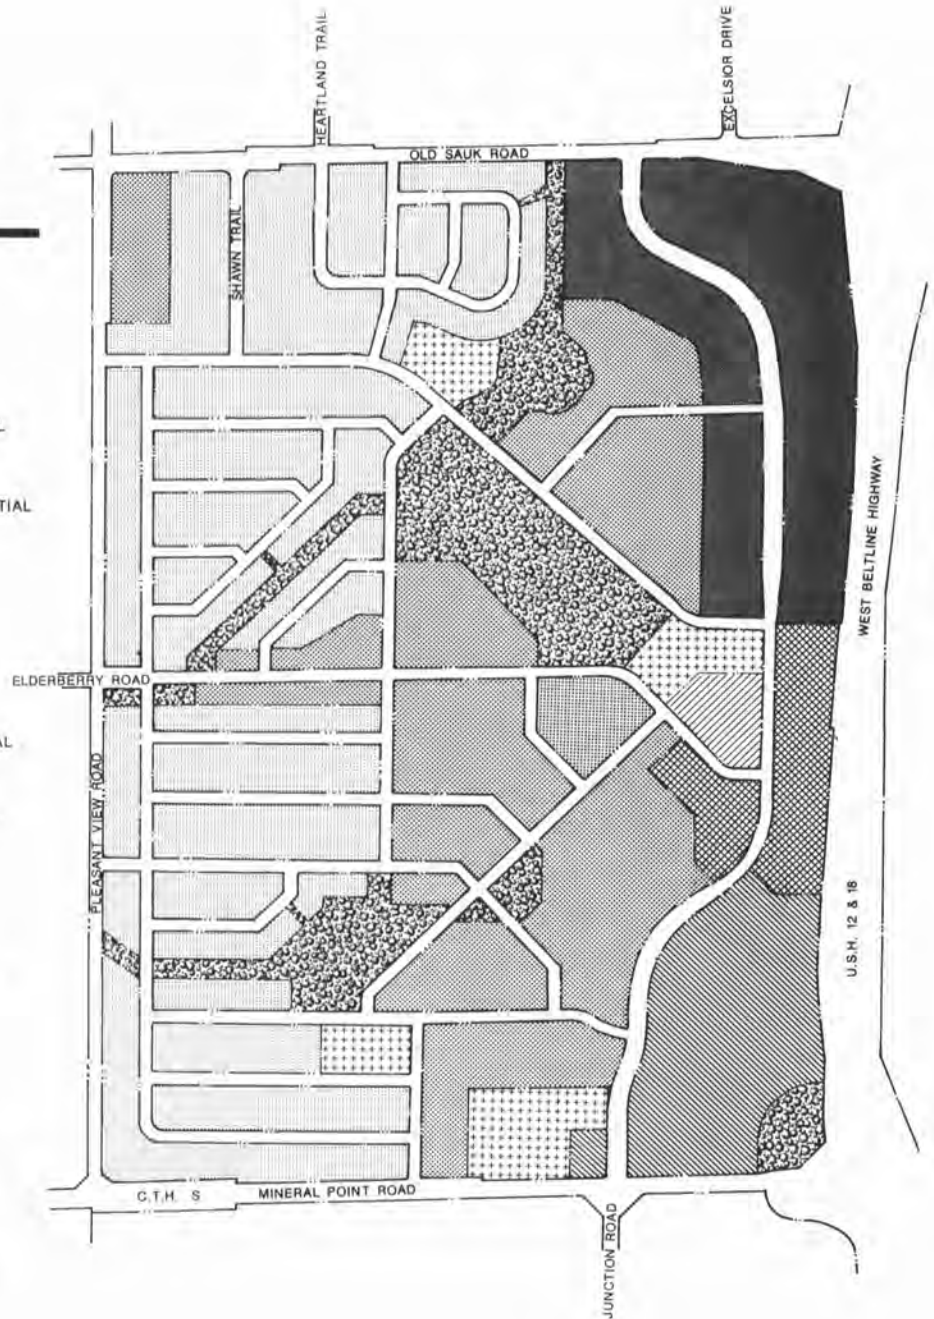 HEARTLAND TRAIL
EXCELSIOR DRIVE
OLD SAUK ROAD
SHAWN TRAIL
TIAL
WEST BELTLINE HIGHWAY
ELDERBERRY ROAD
PLEASANT VIEW ROAD
U.S.H. 12 & 18
C.T.H. S
MINERAL POINT ROAD
JUNCTION ROAD